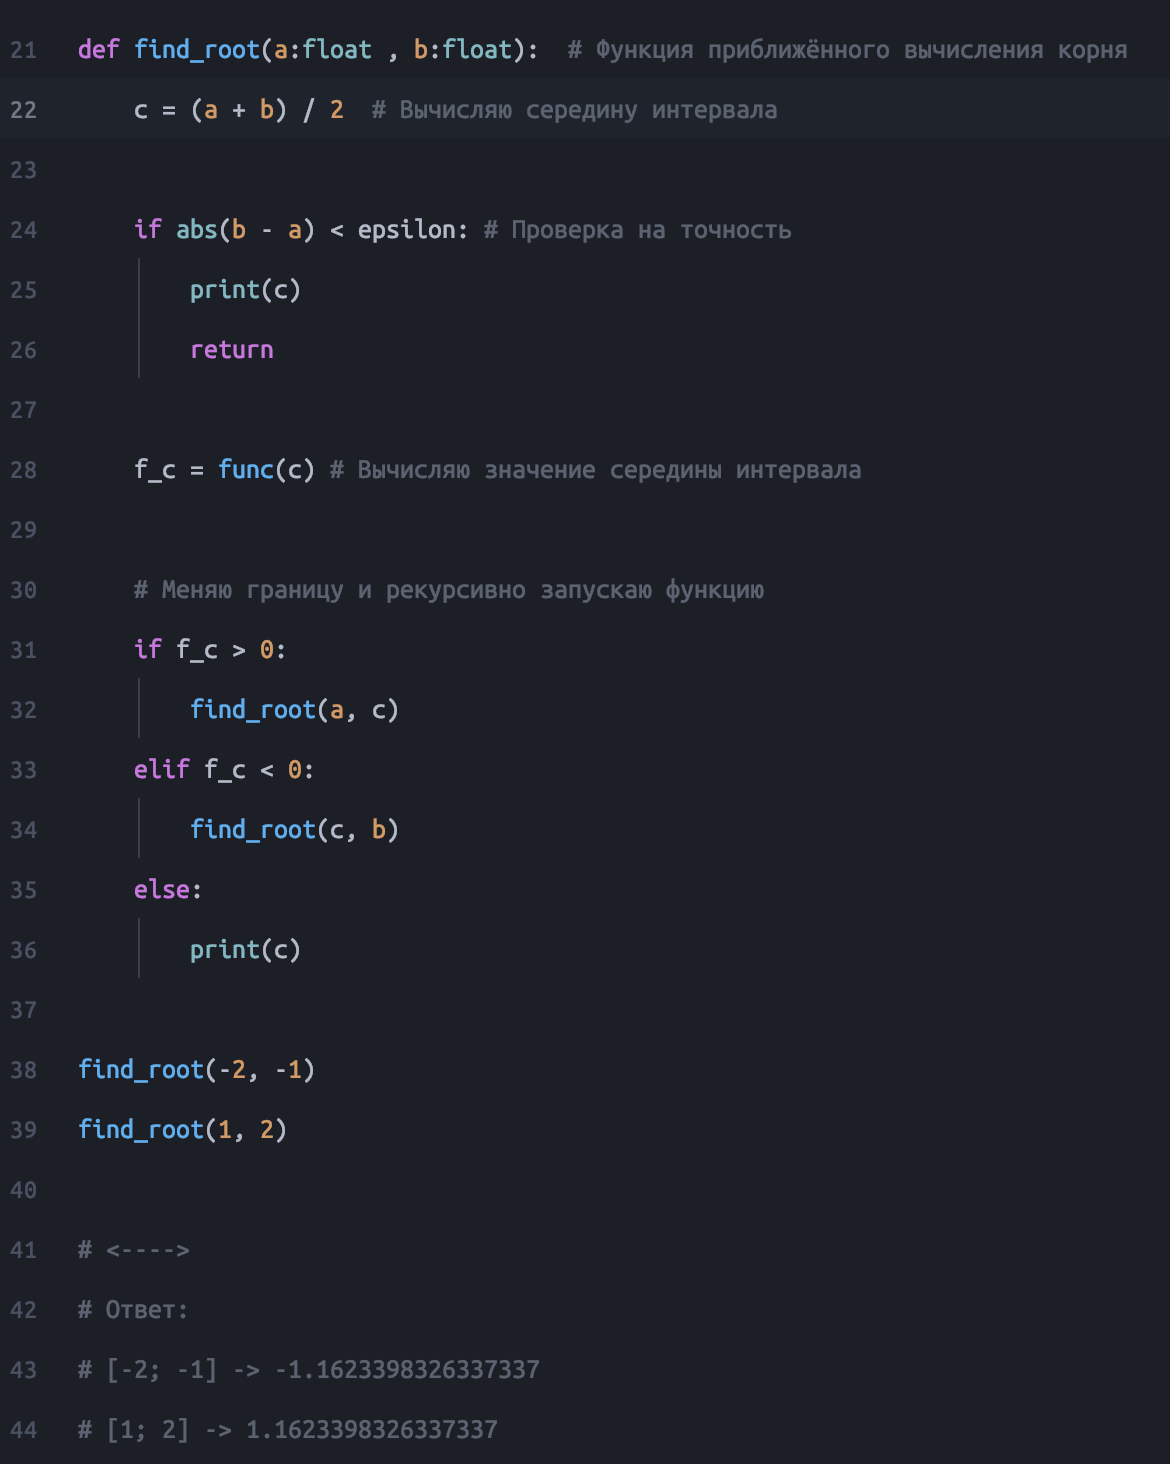 21 def find_root(a:float , b:float):  # Функция приближённого вычисления корня
22     c = (a + b) / 2  # Вычисляю середину интервала
23
24     if abs(b - a) < epsilon: # Проверка на точность
25         print(c)
26         return
27
28     f_c = func(c) # Вычисляю значение середины интервала
29
30     # Меняю границу и рекурсивно запускаю функцию
31     if f_c > 0:
32         find_root(a, c)
33     elif f_c < 0:
34         find_root(c, b)
35     else:
36         print(c)
37
38 find_root(-2, -1)
39 find_root(1, 2)
40
41 # <---->
42 # Ответ:
43 # [-2; -1] -> -1.1623398326337337
44 # [1; 2] -> 1.1623398326337337